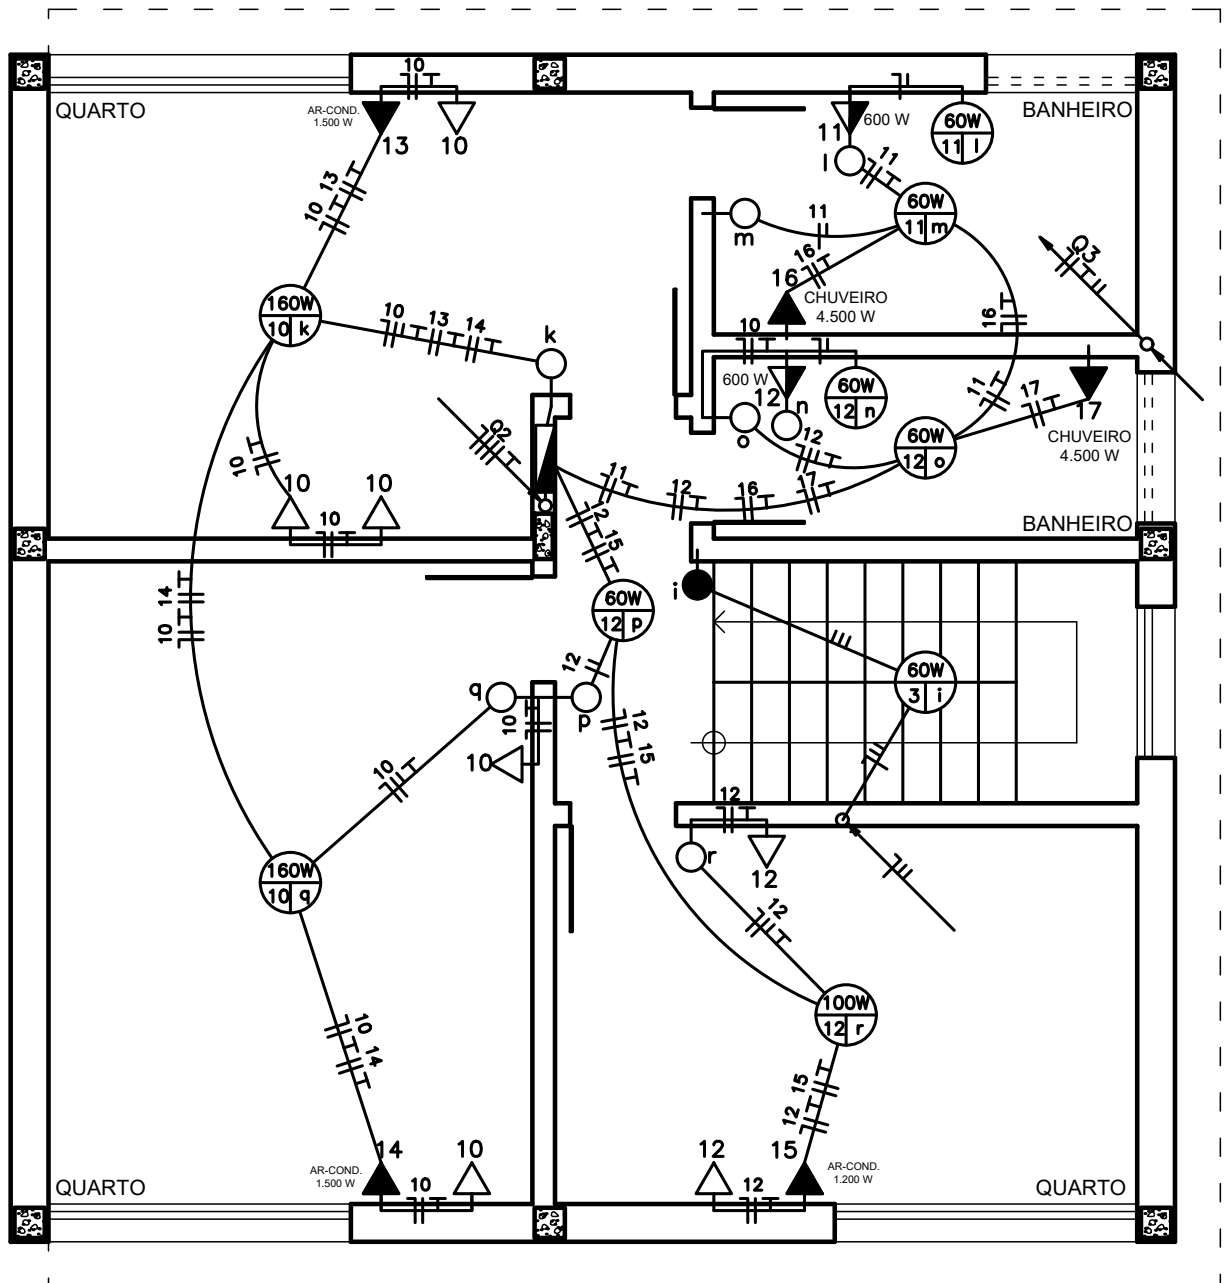 10
QUARTO
AR-COND.
1.500 W
13
10
11
600 W
60W
11 l
BANHEIRO
l
11
13
10
60W
11 m
m
11
16
Q3
160W
10 k
10
13
14
k
16
CHUVEIRO
4.500 W
16
10
600 W
12
n
60W
12 n
11
17
17
CHUVEIRO
4.500 W
o
12
60W
12 o
Q2
10
10
10
10
11
12
16
17
BANHEIRO
12
15
14
10
60W
12 p
i
12
60W
3 i
q
p
10
10
12
15
10
12
r
12
160W
10 q
12
100W
12 r
10
14
15
12
14
10
AR-COND.
1.500 W
10
QUARTO
12
15
12
AR-COND.
1.200 W
QUARTO